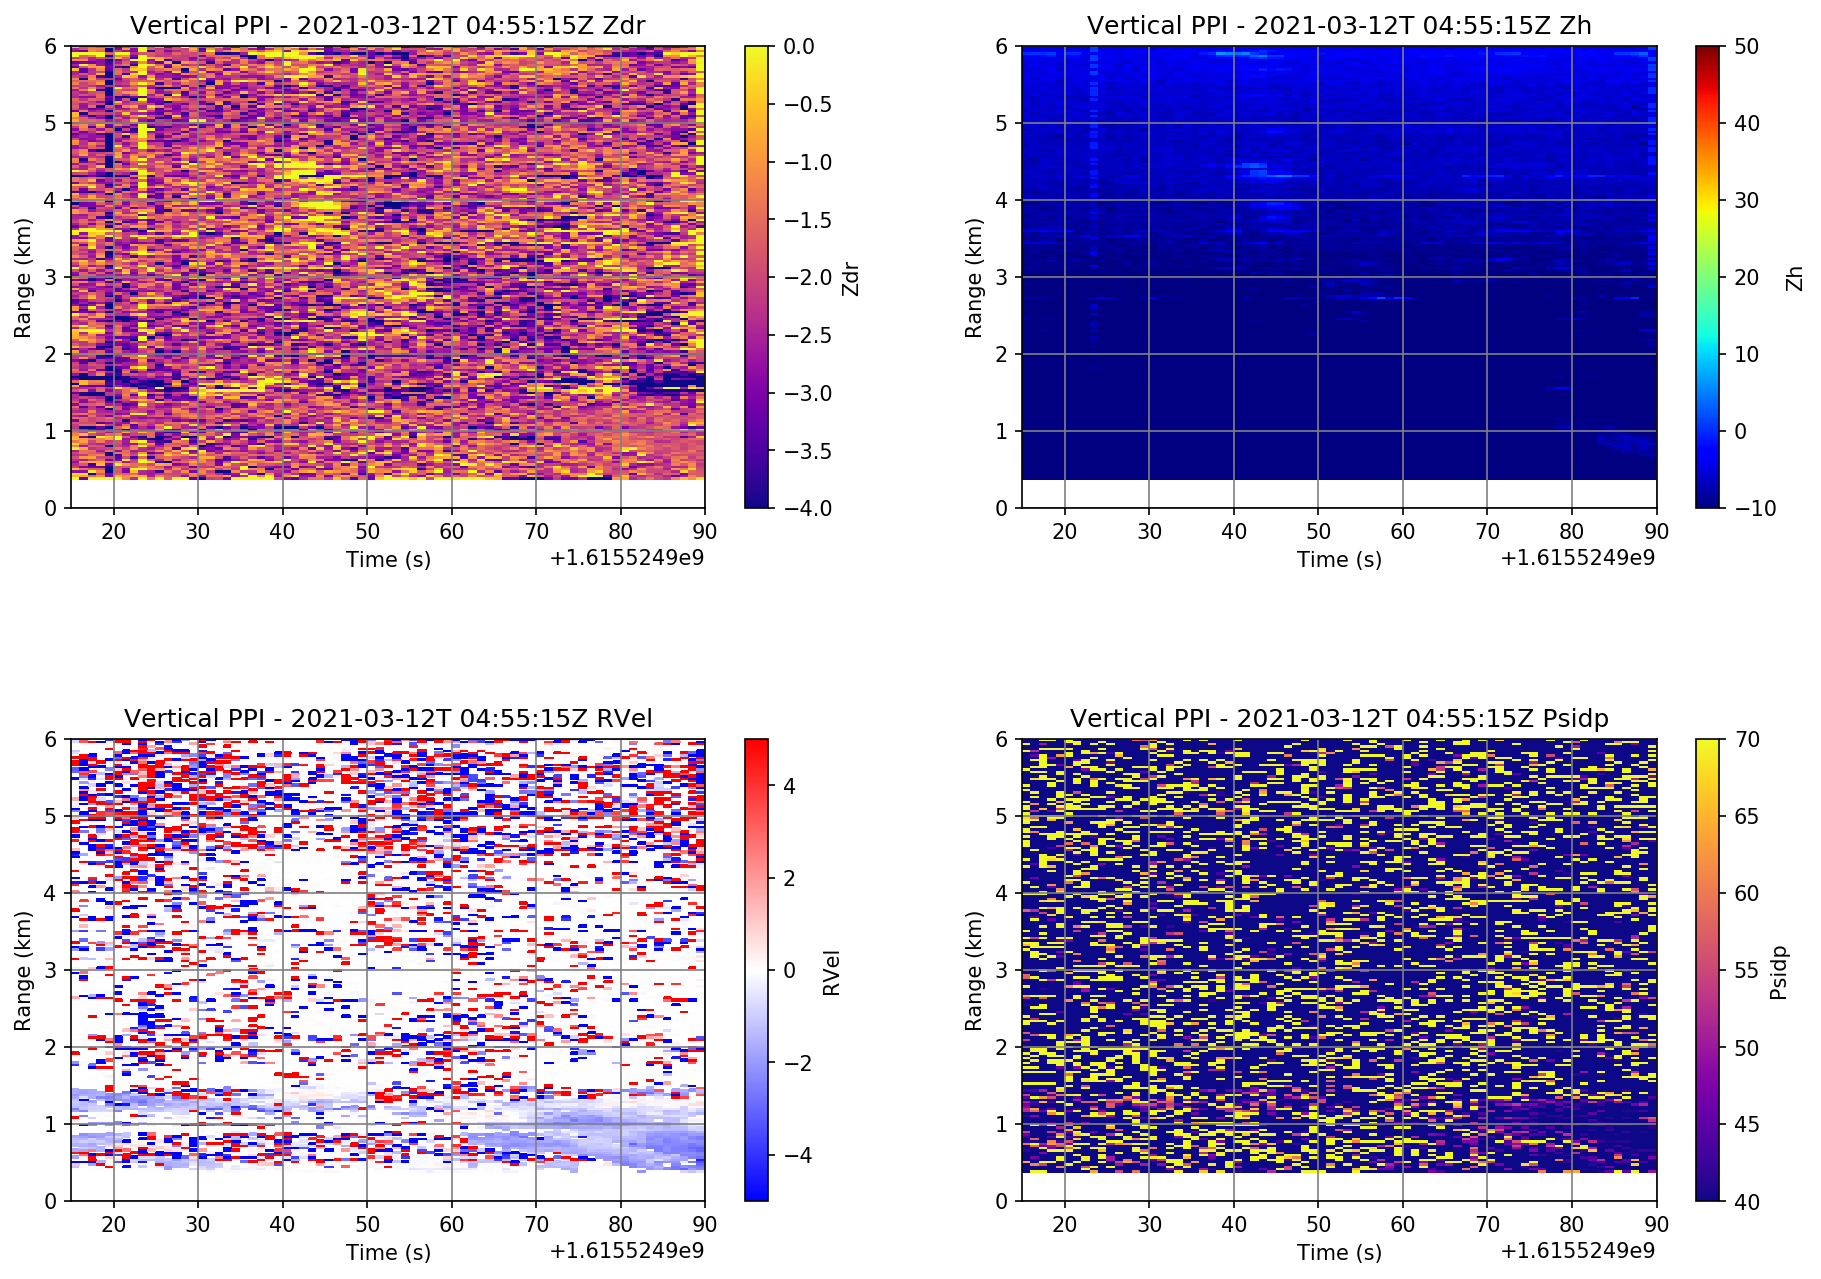 Vertical PPI - 2021-03-12T 04:55:15Z Zdr
6
5
4
3
2
1
0
Range (km)
20 30 40 50 60 70 80 90
Time (s)
+1.6155249e9
0.0
−0.5
−1.0
−1.5
−2.0
−2.5
−3.0
−3.5
−4.0
Zdr
Vertical PPI - 2021-03-12T 04:55:15Z Zh
6
5
4
3
2
1
0
Range (km)
20 30 40 50 60 70 80 90
Time (s)
+1.6155249e9
50
40
30
20
10
0
−10
Zh
Vertical PPI - 2021-03-12T 04:55:15Z RVel
6
5
4
3
2
1
0
Range (km)
20 30 40 50 60 70 80 90
Time (s)
+1.6155249e9
4
2
0
−2
−4
RVel
Vertical PPI - 2021-03-12T 04:55:15Z Psidp
6
5
4
3
2
1
0
Range (km)
20 30 40 50 60 70 80 90
Time (s)
+1.6155249e9
70
65
60
55
50
45
40
Psidp